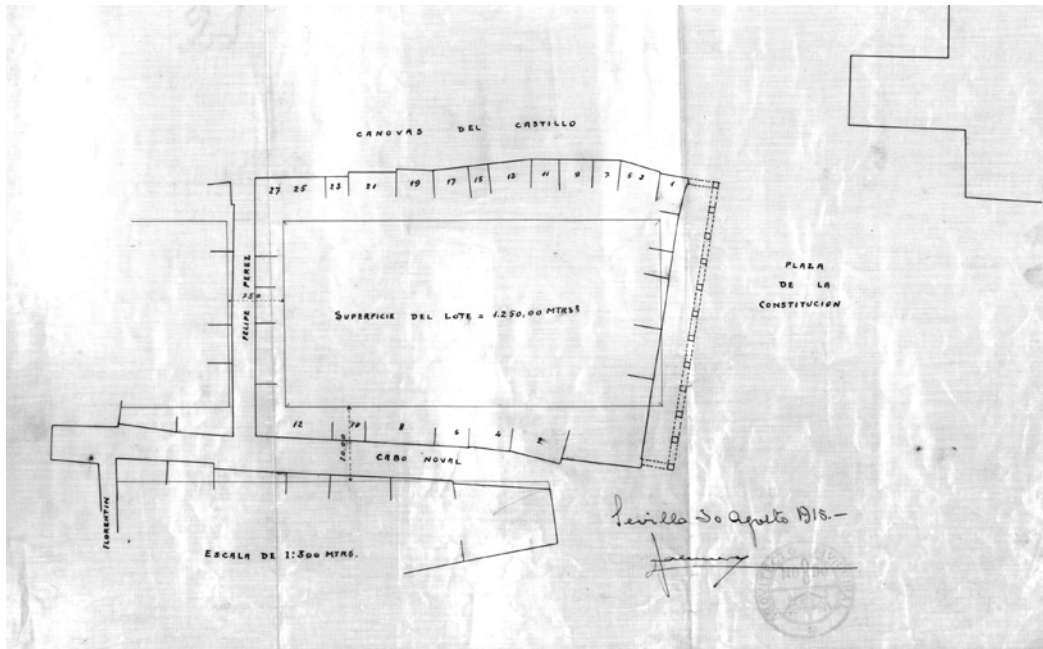 CANOVAS DEL CASTILLO
27 25 23 21 19 17 15 13 11 9 7 5 3 1
PLAZA
DE LA
CONSTITUCION
FELIPE PEREZ
7'50
SUPERFICIE DEL LOTE = 1.250,00 MTRS²
12 10 8 6 4 2
10,00
CABO NOVAL
FLORENTIN
ESCALA DE 1:300 MTRS.
Sevilla 30 Agosto 1918.-